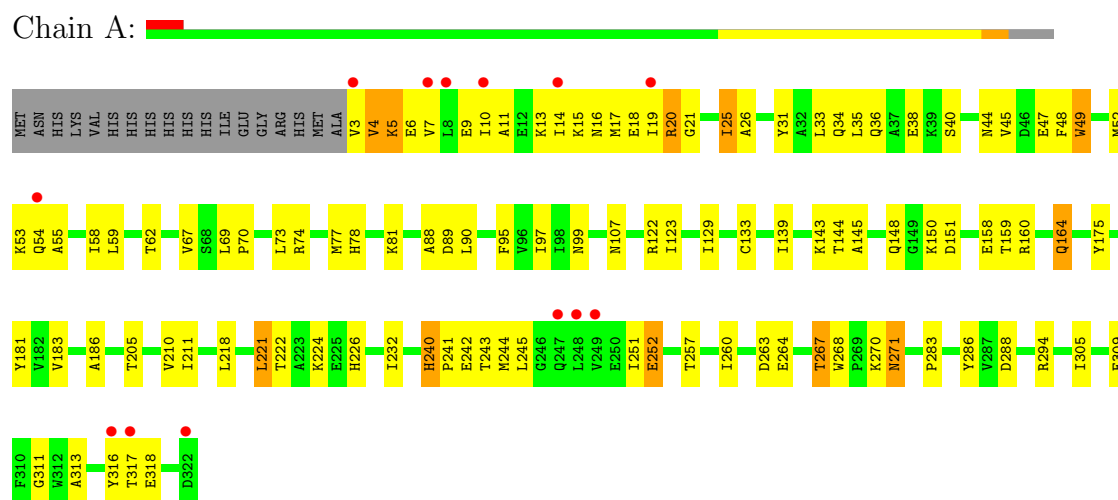 Chain A:
MET ASN HIS LYS VAL HIS HIS HIS HIS HIS HIS ILE GLU GLY ARG HIS MET ALA V3 V4 K5 E6 V7 L8 E9 I10 A11 E12 K13 I14 K15 N16 M17 E18 I19 R20 G21 I25 A26 Y31 A32 L33 Q34 L35 Q36 A37 E38 K39 S40 N44 V45 D46 E47 F48 W49 M52
K53 Q54 A55 I58 L59 T62 V67 S68 L69 P70 L73 R74 M77 H78 K81 A88 D89 L90 F95 V96 I97 I98 N99 N107 R122 I123 I129 C133 I139 K143 T144 A145 Q148 G149 K150 D151 E158 T159 R160 Q164 Y175
Y181 V182 V183 A186 T205 V210 I211 L218 L221 T222 A223 K224 E225 H226 I232 H240 P241 E242 T243 M244 L245 G246 Q247 L248 V249 E250 I251 E252 T257 I260 D263 E264 T267 W268 P269 K270 N271 P283 Y286 V287 D288 R294 I305
F310 G311 W312 A313 Y316 T317 E318 D322